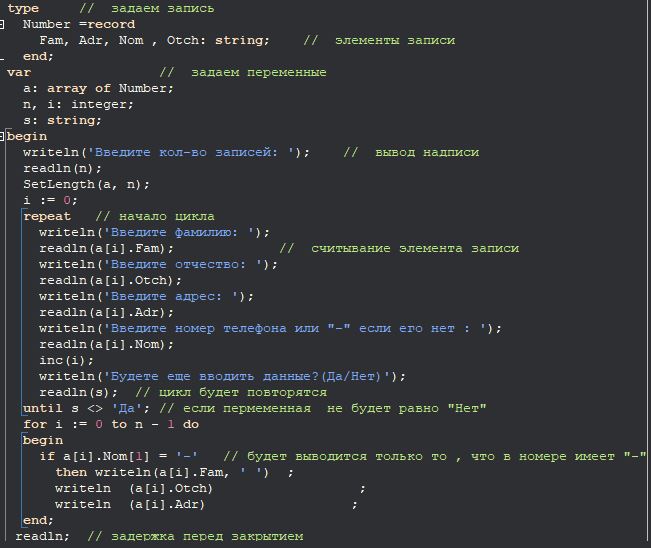 type     //  задаем запись
  Number =record
    Fam, Adr, Nom , Otch: string;    //  элементы записи
  end;
var                //  задаем переменные
  a: array of Number;
  n, i: integer;
  s: string;
begin
  writeln('Введите кол-во записей: ');    //  вывод надписи
  readln(n);
  SetLength(a, n);
  i := 0;
  repeat   // начало цикла
    writeln('Введите фамилию: ');
    readln(a[i].Fam);             //  считывание элемента записи
    writeln('Введите отчество: ');
    readln(a[i].Otch);
    writeln('Введите адрес: ');
    readln(a[i].Adr);
    writeln('Введите номер телефона или "-" если его нет : ');
    readln(a[i].Nom);
    inc(i);
    writeln('Будете еще вводить данные?(Да/Нет)');
    readln(s);  // цикл будет повторятся
  until s <> 'Да'; // если перменная  не будет равно "Нет"
  for i := 0 to n - 1 do
  begin
    if a[i].Nom[1] = '-'   // будет выводится только то , что в номере имеет "-"
      then writeln(a[i].Fam, ' ')  ;
      writeln  (a[i].Otch)                  ;
      writeln  (a[i].Adr)                  ;
  end;
 readln;  // задержка перед закрытием